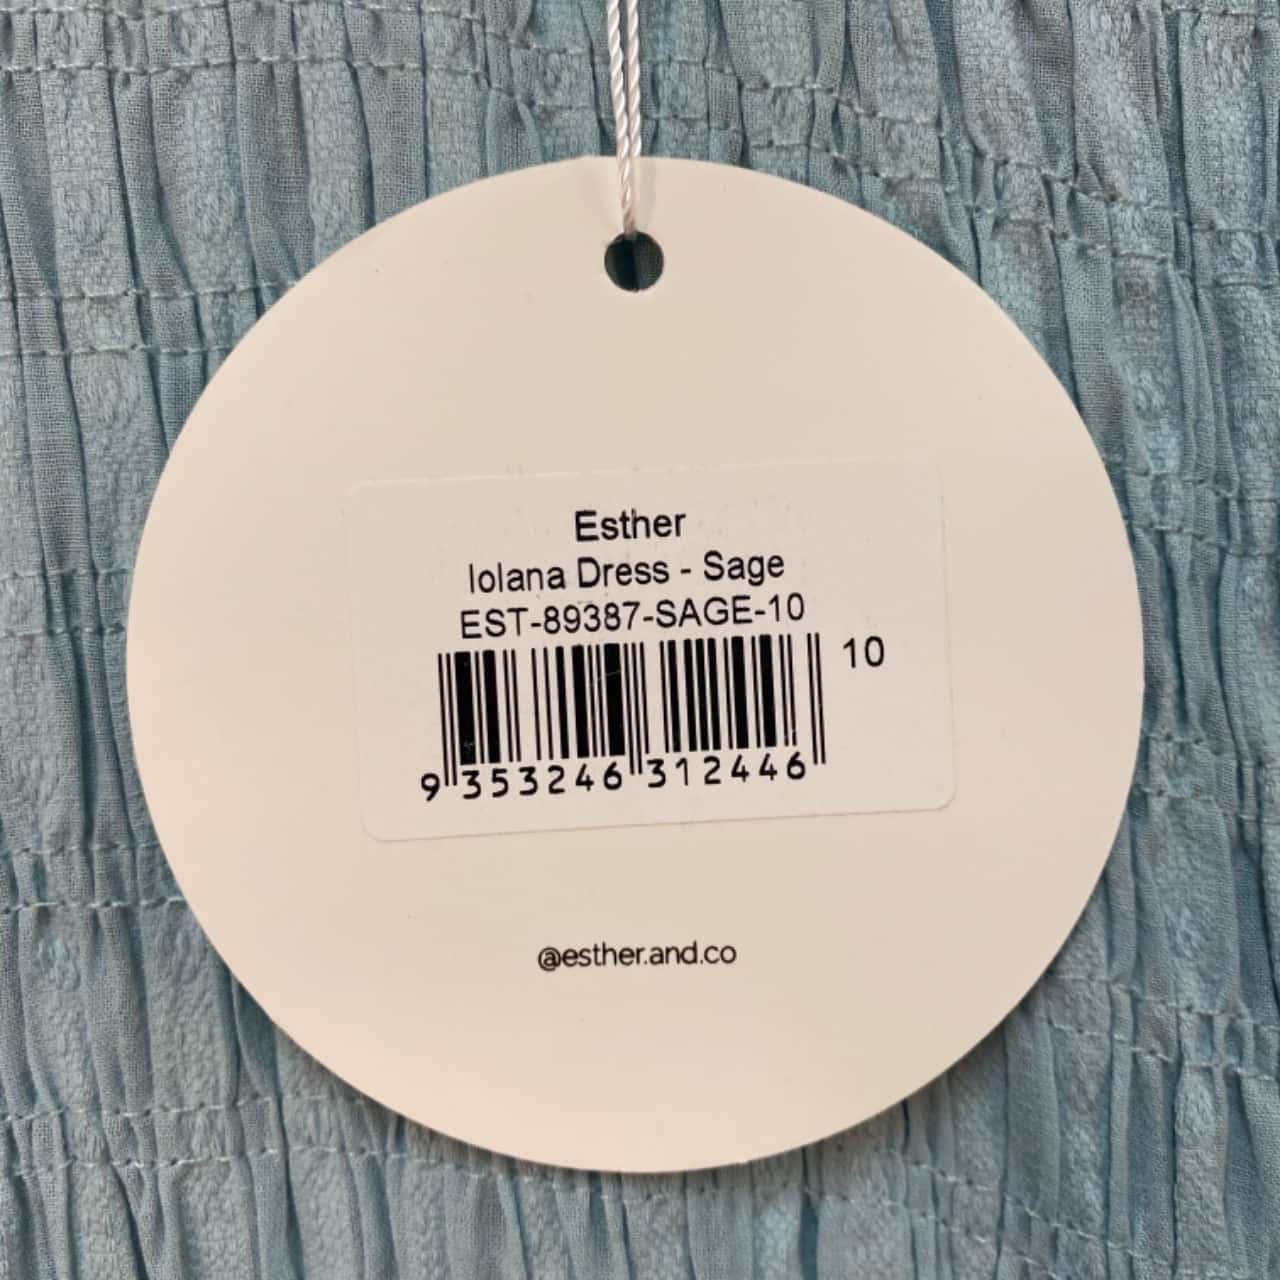 Esther
Iolana Dress - Sage
EST-89387-SAGE-10
10
9 353246 312446
@esther.and.co